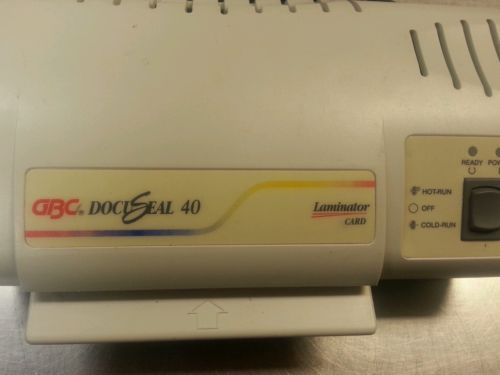 GBC® DOCUSEAL 40
Laminator
CARD
READY
HOT-RUN
OFF
COLD-RUN